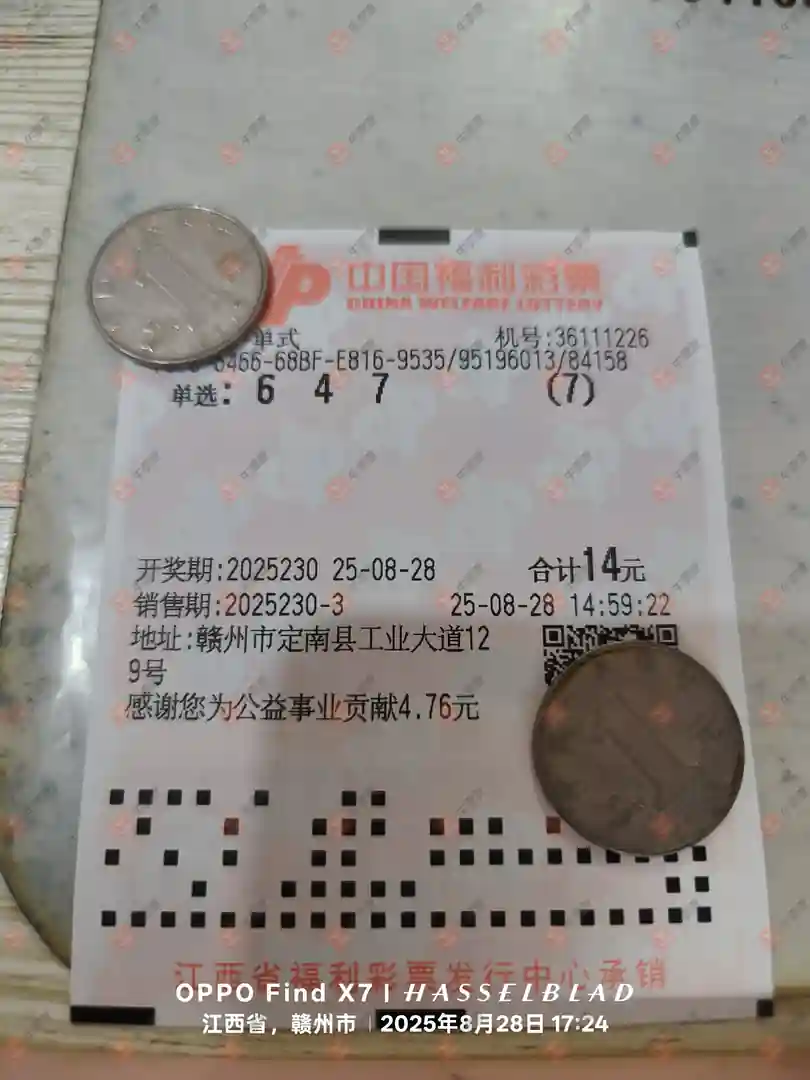 中国福利彩票
CHINA WELFARE LOTTERY
单式 机号:36111226
6466-68BF-E816-9535/95196013/84158
单选: 6 4 7 (7)
开奖期:2025230 25-08-28 合计14元
销售期:2025230-3 25-08-28 14:59:22
地址:赣州市定南县工业大道12
9号
感谢您为公益事业贡献4.76元
江西省福利彩票发行中心承销
OPPO Find X7 | HASSELBLAD
江西省，赣州市 | 2025年8月28日 17:24